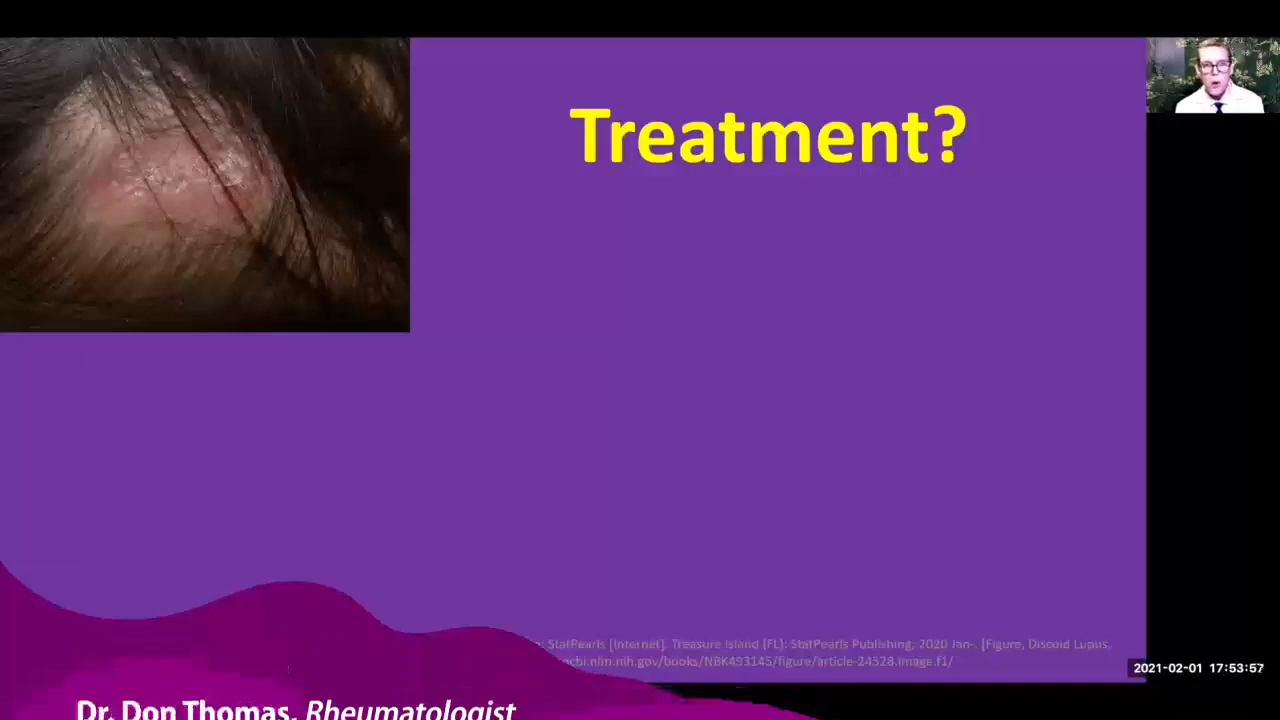 Treatment?
StatPearls [Internet]. Treasure Island (FL): StatPearls Publishing; 2020 Jan-. [Figure, Discoid Lupus,
ncbi.nlm.nih.gov/books/NBK493145/figure/article-24528.image.f1/
2021-02-01 17:53:57
Dr. Don Thomas, Rheumatologist